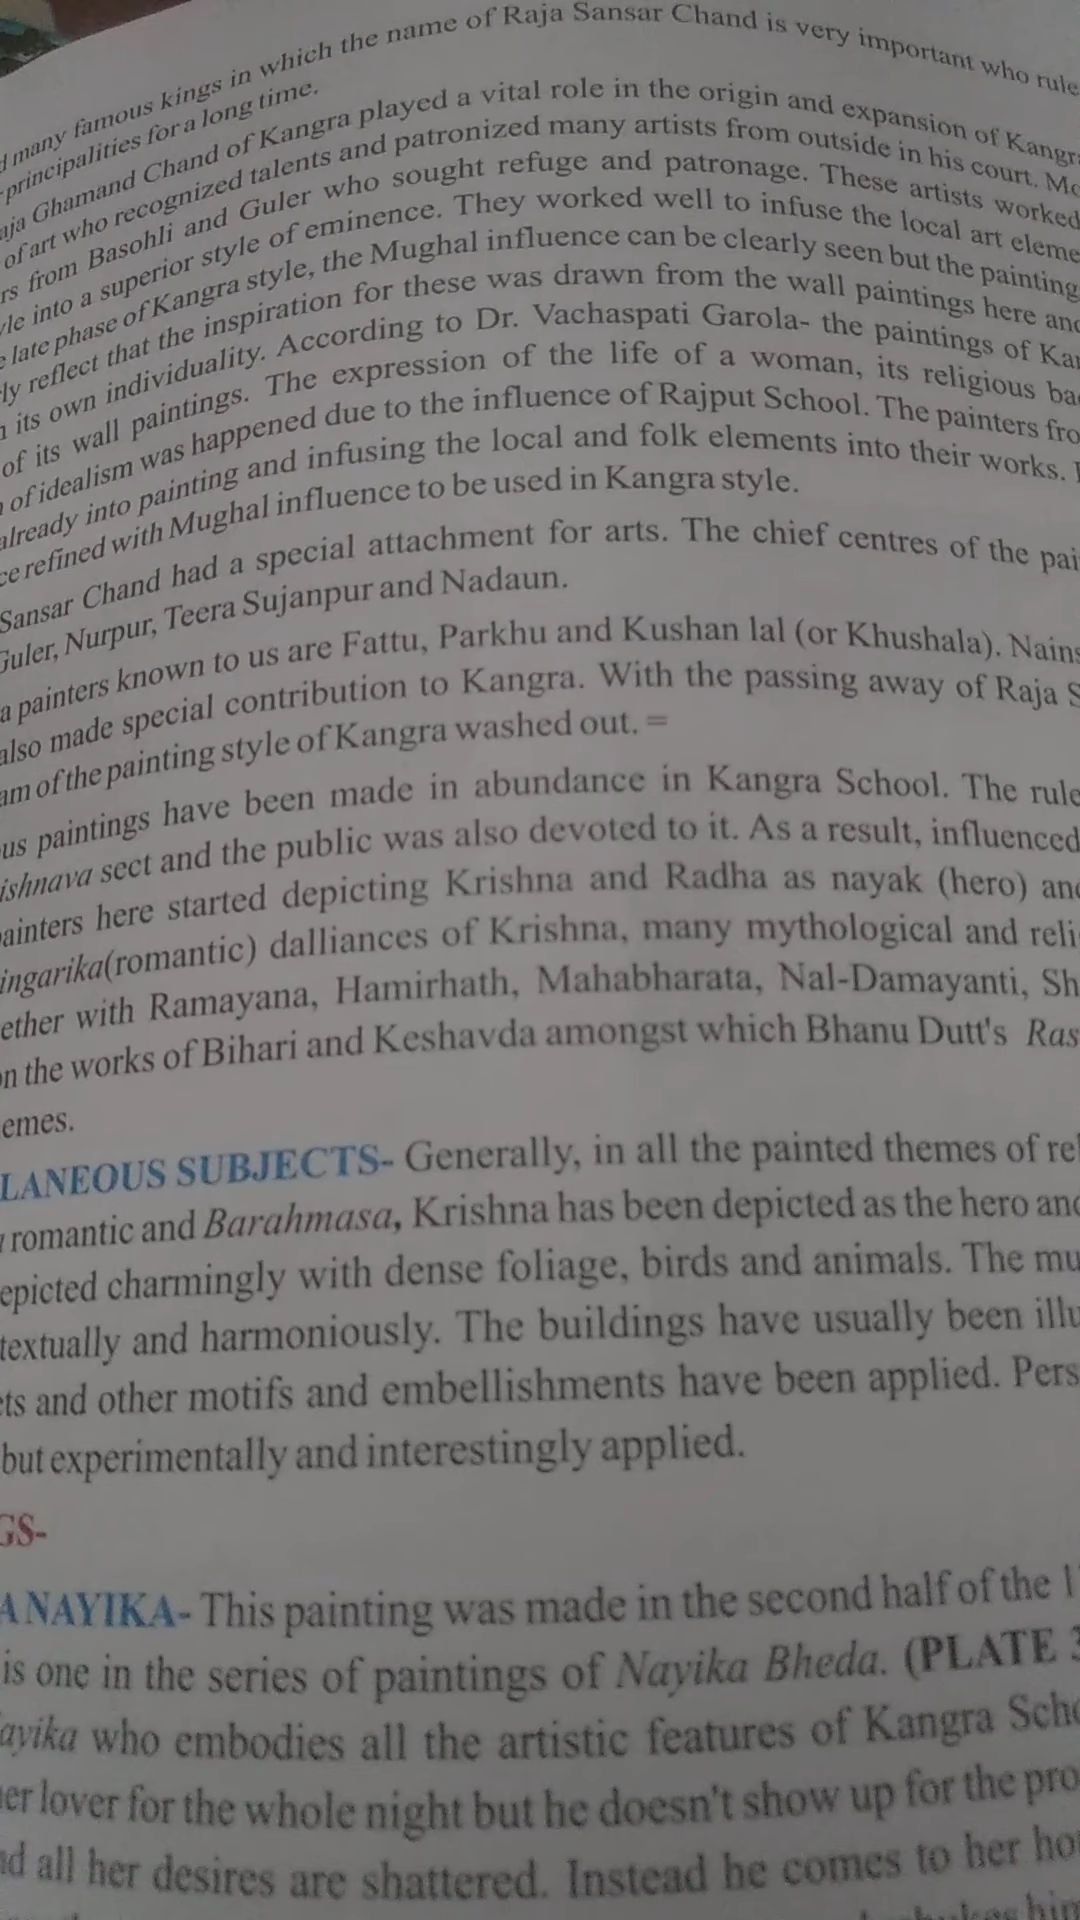 many famous kings in which the name of Raja Sansar Chand is very important who rule
principalities for a long time.
Ghamand Chand of Kangra played a vital role in the origin and expansion of Kangra
of art who recognized talents and patronized many artists from outside in his court. Mo
rs from Basohli and Guler who sought refuge and patronage. These artists worked
le into a superior style of eminence. They worked well to infuse the local art eleme
late phase of Kangra style, the Mughal influence can be clearly seen but the painting
ly reflect that the inspiration for these was drawn from the wall paintings here and
its own individuality. According to Dr. Vachaspati Garola- the paintings of Kan
of its wall paintings. The expression of the life of a woman, its religious ba
of idealism was happened due to the influence of Rajput School. The painters fro
already into painting and infusing the local and folk elements into their works.
ce refined with Mughal influence to be used in Kangra style.
Sansar Chand had a special attachment for arts. The chief centres of the pai
Guler, Nurpur, Teera Sujanpur and Nadaun.
a painters known to us are Fattu, Parkhu and Kushan lal (or Khushala). Nains
also made special contribution to Kangra. With the passing away of Raja S
am of the painting style of Kangra washed out. =
us paintings have been made in abundance in Kangra School. The rule
ishnava sect and the public was also devoted to it. As a result, influenced
ainters here started depicting Krishna and Radha as nayak (hero) and
ingarika(romantic) dalliances of Krishna, many mythological and reli
ether with Ramayana, Hamirhath, Mahabharata, Nal-Damayanti, Sh
on the works of Bihari and Keshavda amongst which Bhanu Dutt's Ras
emes.
LANEOUS SUBJECTS- Generally, in all the painted themes of rel
romantic and Barahmasa, Krishna has been depicted as the hero and
epicted charmingly with dense foliage, birds and animals. The mu
textually and harmoniously. The buildings have usually been illu
ets and other motifs and embellishments have been applied. Pers
but experimentally and interestingly applied.
GS-
A NAYIKA- This painting was made in the second half of the 1
is one in the series of paintings of Nayika Bheda. (PLATE 3
ayika who embodies all the artistic features of Kangra Scho
er lover for the whole night but he doesn't show up for the pro
nd all her desires are shattered. Instead he comes to her hou
him